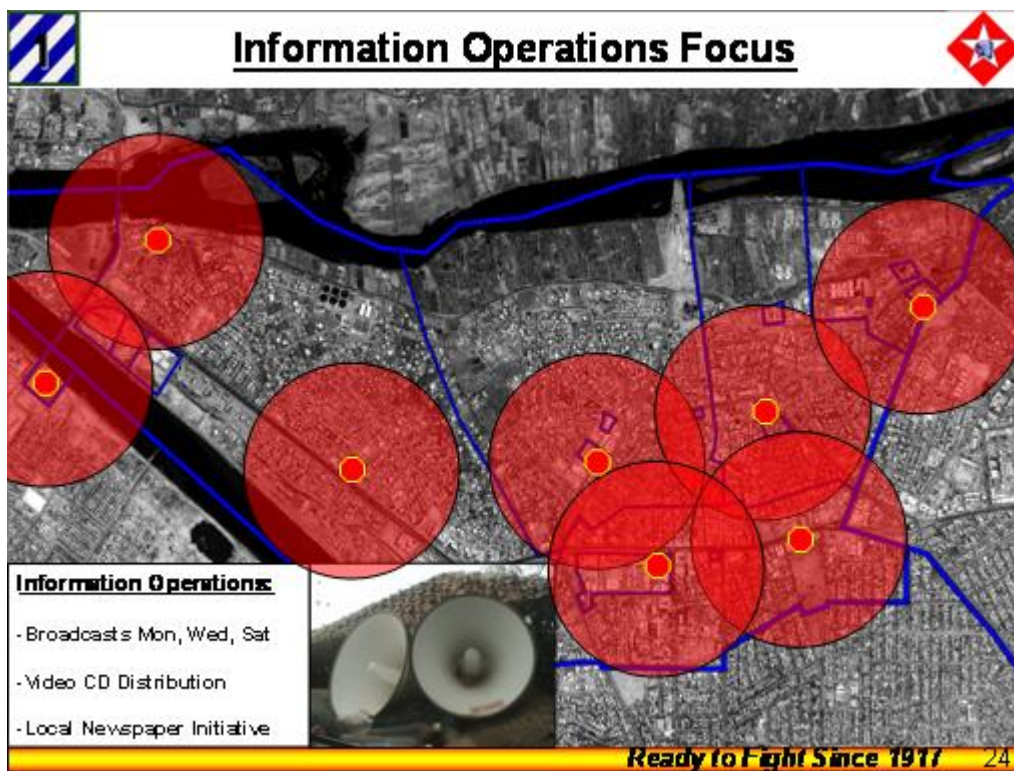 1
Information Operations Focus
Information Operations:
- Broadcasts Mon, Wed, Sat
- Video CD Distribution
- Local Newspaper Initiative
Ready to Fight Since 1917
24